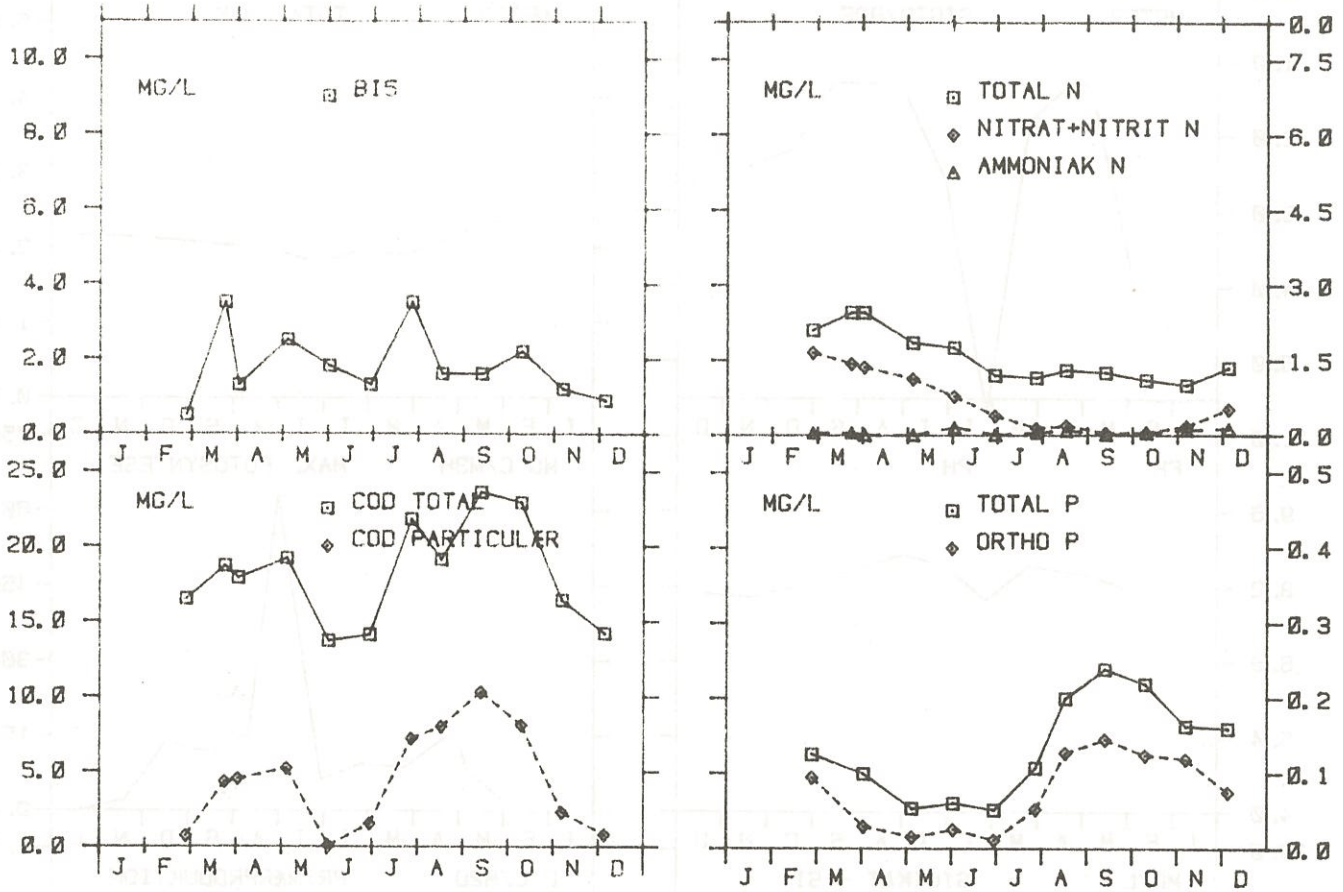 10.0
8.0
6.0
4.0
2.0
0.0
MG/L
BI5
J F M A M J J A S O N D
MG/L
TOTAL N
NITRAT+NITRIT N
AMMONIAK N
0.0
7.5
6.0
4.5
3.0
1.5
0.0
J F M A M J J A S O N D
25.0
20.0
15.0
10.0
5.0
0.0
MG/L
COD TOTAL
COD PARTICULER
J F M A M J J A S O N D
MG/L
TOTAL P
ORTHO P
0.5
0.4
0.3
0.2
0.1
0.0
J F M A M J J A S O N D